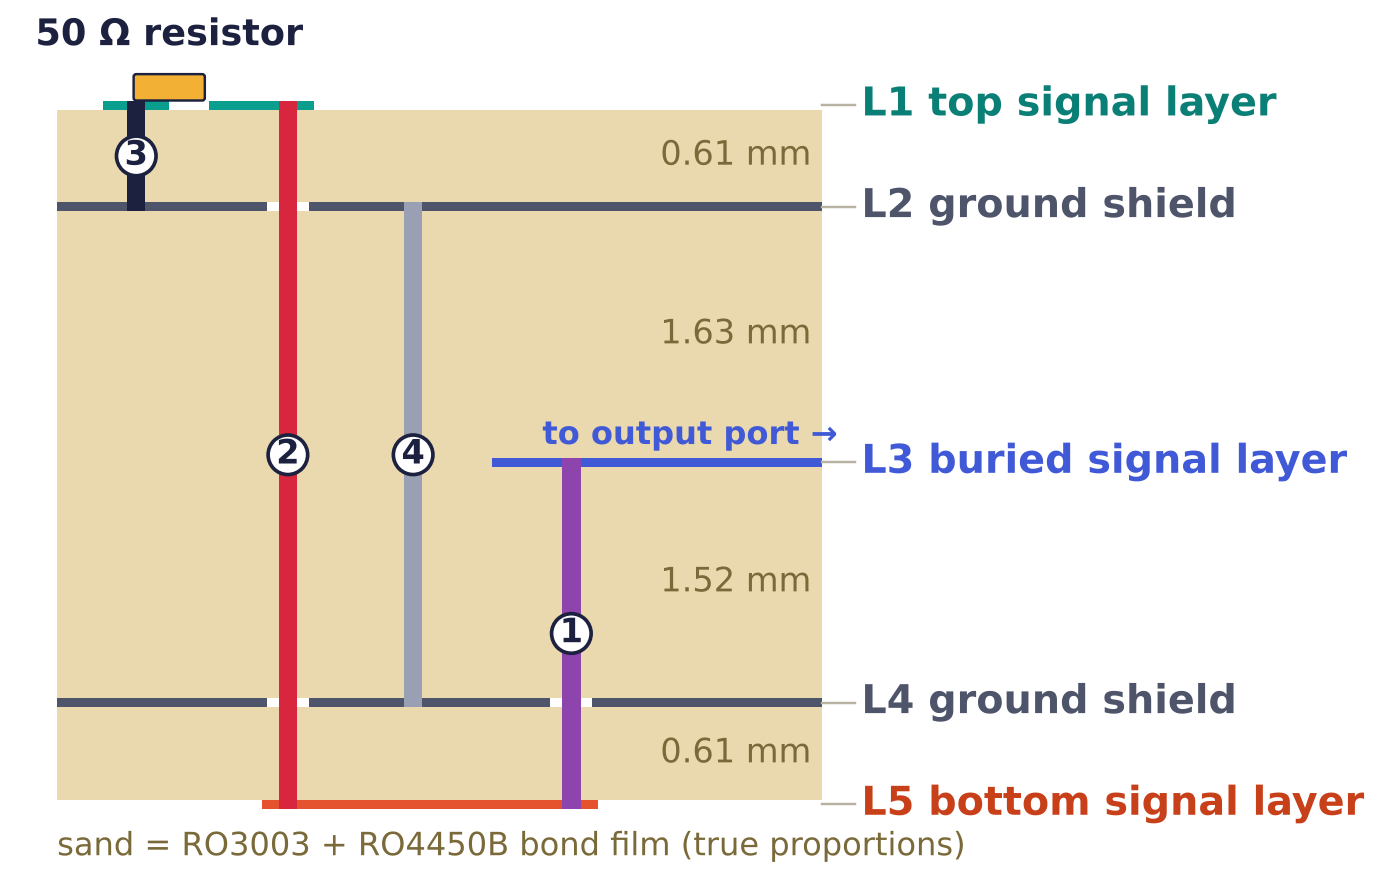 50 Ω resistor
L1 top signal layer
3
0.61 mm
L2 ground shield
1.63 mm
to output port →
2
4
L3 buried signal layer
1.52 mm
1
L4 ground shield
0.61 mm
L5 bottom signal layer
sand = RO3003 + RO4450B bond film (true proportions)